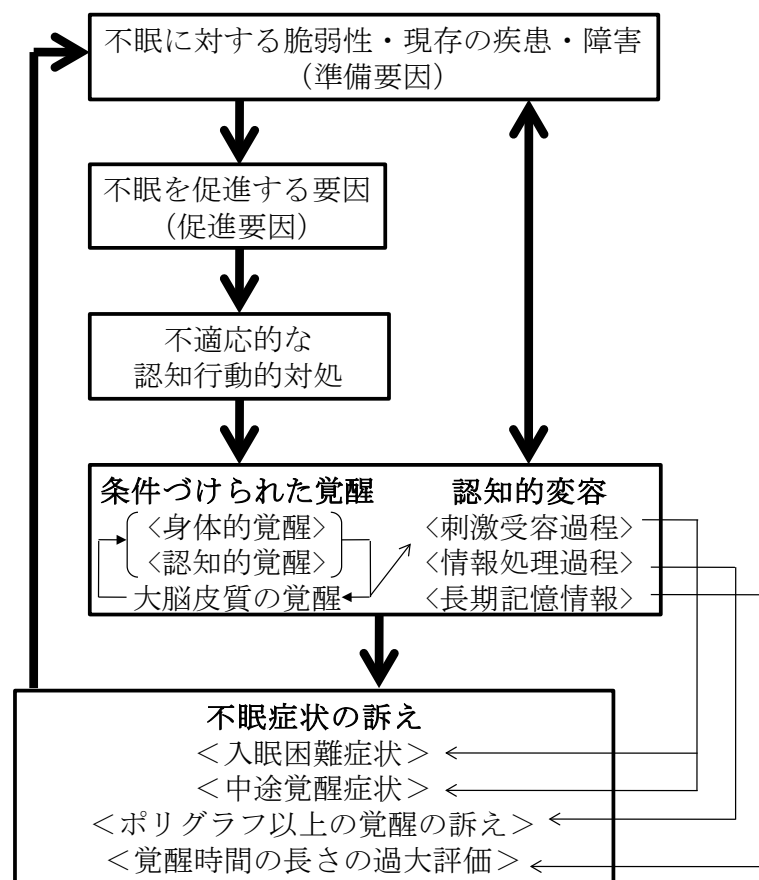 不眠に対する脆弱性・現存の疾患・障害
（準備要因）
不眠を促進する要因
（促進要因）
不適応的な
認知行動的対処
条件づけられた覚醒
<身体的覚醒>
<認知的覚醒>
大脳皮質の覚醒
認知的変容
<刺激受容過程>
<情報処理過程>
<長期記憶情報>
不眠症状の訴え
＜入眠困難症状＞
＜中途覚醒症状＞
＜ポリグラフ以上の覚醒の訴え＞
＜覚醒時間の長さの過大評価＞